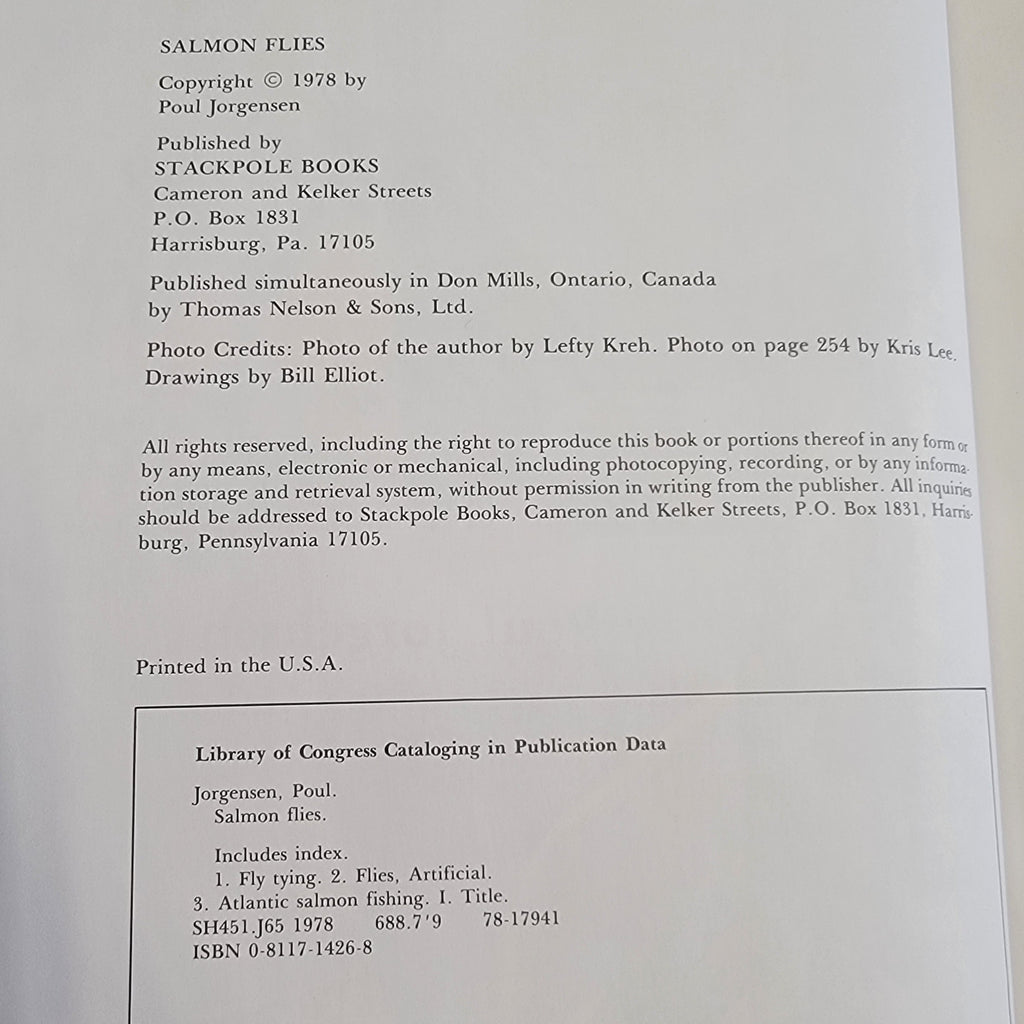 SALMON FLIES
Copyright © 1978 by
Poul Jorgensen
Published by
STACKPOLE BOOKS
Cameron and Kelker Streets
P.O. Box 1831
Harrisburg, Pa. 17105
Published simultaneously in Don Mills, Ontario, Canada
by Thomas Nelson & Sons, Ltd.
Photo Credits: Photo of the author by Lefty Kreh. Photo on page 254 by Kris Lee.
Drawings by Bill Elliot.
All rights reserved, including the right to reproduce this book or portions thereof in any form or
by any means, electronic or mechanical, including photocopying, recording, or by any informa-
tion storage and retrieval system, without permission in writing from the publisher. All inquiries
should be addressed to Stackpole Books, Cameron and Kelker Streets, P.O. Box 1831, Harris-
burg, Pennsylvania 17105.
Printed in the U.S.A.
Library of Congress Cataloging in Publication Data
Jorgensen, Poul.
Salmon flies.
Includes index.
1. Fly tying. 2. Flies, Artificial.
3. Atlantic salmon fishing. I. Title.
SH451.J65 1978 688.7'9 78-17941
ISBN 0-8117-1426-8